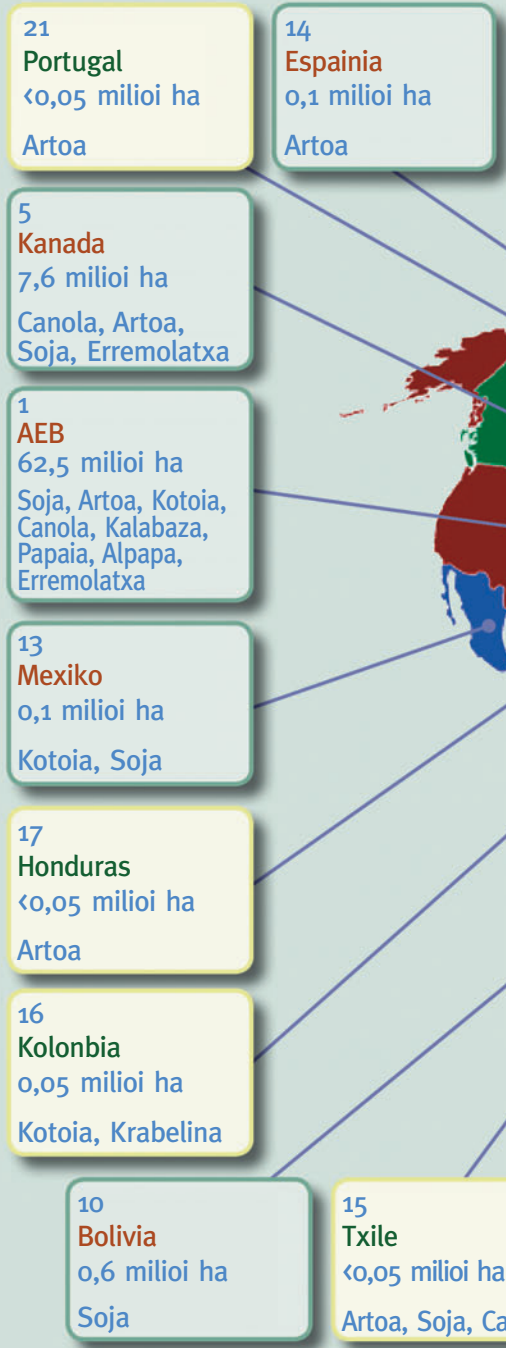 21
Portugal
<0,05 milioi ha
Artoa
14
Espainia
0,1 milioi ha
Artoa
5
Kanada
7,6 milioi ha
Canola, Artoa,
Soja, Erremolatxa
1
AEB
62,5 milioi ha
Soja, Artoa, Kotoia,
Canola, Kalabaza,
Papaia, Alpapa,
Erremolatxa
13
Mexiko
0,1 milioi ha
Kotoia, Soja
17
Honduras
<0,05 milioi ha
Artoa
16
Kolonbia
0,05 milioi ha
Kotoia, Krabelina
10
Bolivia
0,6 milioi ha
Soja
15
Txile
<0,05 milioi ha
Artoa, Soja,